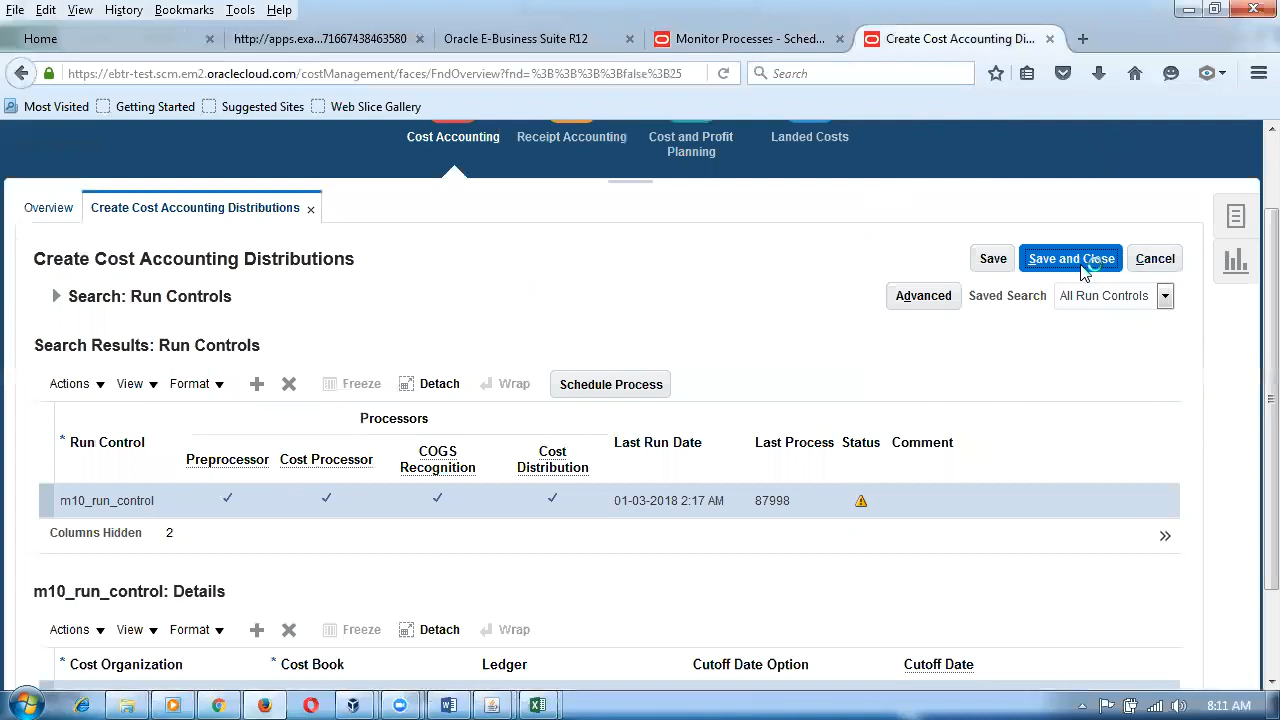 File Edit View History Bookmarks Tools Help
Home × http://apps.exa...71667438463580 × Oracle E-Business Suite R12 × Monitor Processes - Sched... × Create Cost Accounting Di... × +
https://ebtr-test.scm.em2.oraclecloud.com/costManagement/faces/FndOverview?fnd=%3B%3B%3B%3Bfalse%3B25 Search
Most Visited Getting Started Suggested Sites Web Slice Gallery
Cost Accounting Receipt Accounting Cost and Profit Planning Landed Costs
Overview Create Cost Accounting Distributions ×
Create Cost Accounting Distributions Save Save and Close Cancel
Search: Run Controls Advanced Saved Search All Run Controls
Search Results: Run Controls
Actions View Format Freeze Detach Wrap Schedule Process
Processors
* Run Control Preprocessor Cost Processor COGS Recognition Cost Distribution Last Run Date Last Process Status Comment
m10_run_control ✓ ✓ ✓ ✓ 01-03-2018 2:17 AM 87998
Columns Hidden 2 »
m10_run_control: Details
Actions View Format Freeze Detach Wrap
* Cost Organization * Cost Book Ledger Cutoff Date Option Cutoff Date
8:11 AM